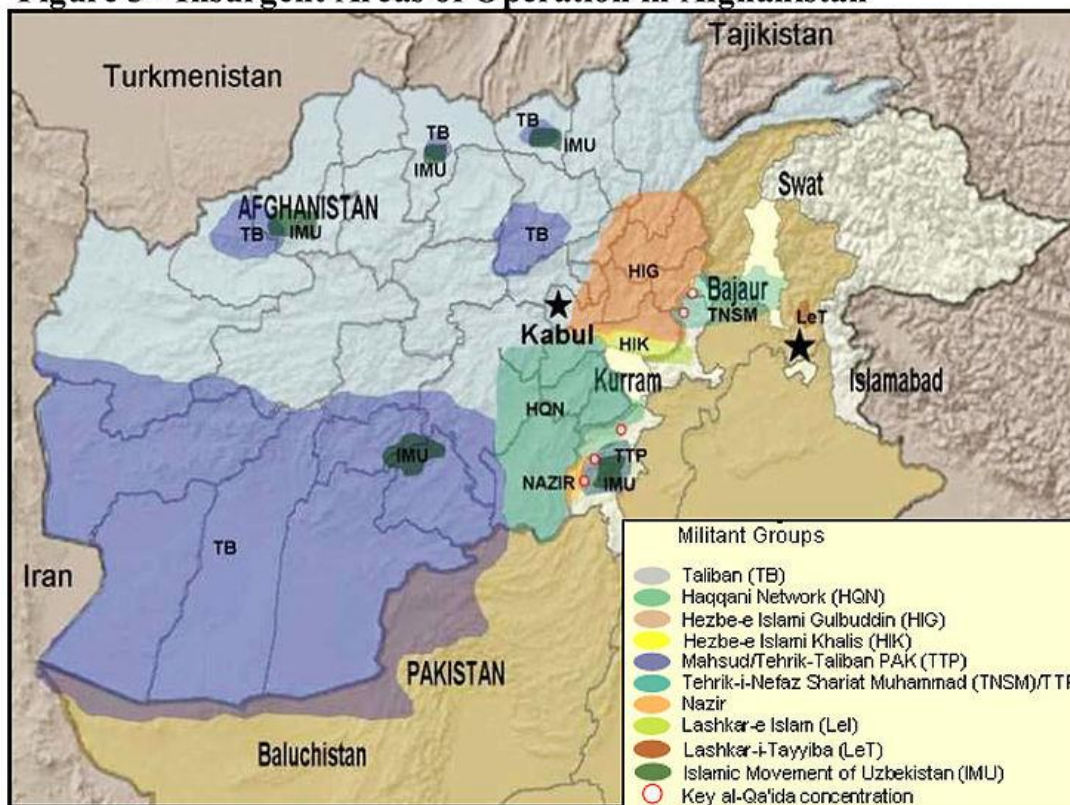 Figure 3 - Insurgent Areas of Operation in Afghanistan
Turkmenistan
Tajikistan
TB
IMU
TB
IMU
Swat
AFGHANISTAN
TB
IMU
TB
HIG
Bajaur
TNSM
LeT
Kabul
HIK
Kurram
Islamabad
HQN
IMU
TTP
NAZIR
IMU
TB
Iran
PAKISTAN
Baluchistan
Militant Groups
Taliban (TB)
Haqqani Network (HQN)
Hezbe-e Islami Gulbuddin (HIG)
Hezbe-e Islami Khalis (HIK)
Mahsud/Tehrik-Taliban PAK (TTP)
Tehrik-i-Nefaz Shariat Muhammad (TNSM)/TTP
Nazir
Lashkar-e Islam (LeI)
Lashkar-i-Tayyiba (LeT)
Islamic Movement of Uzbekistan (IMU)
Key al-Qa'ida concentration